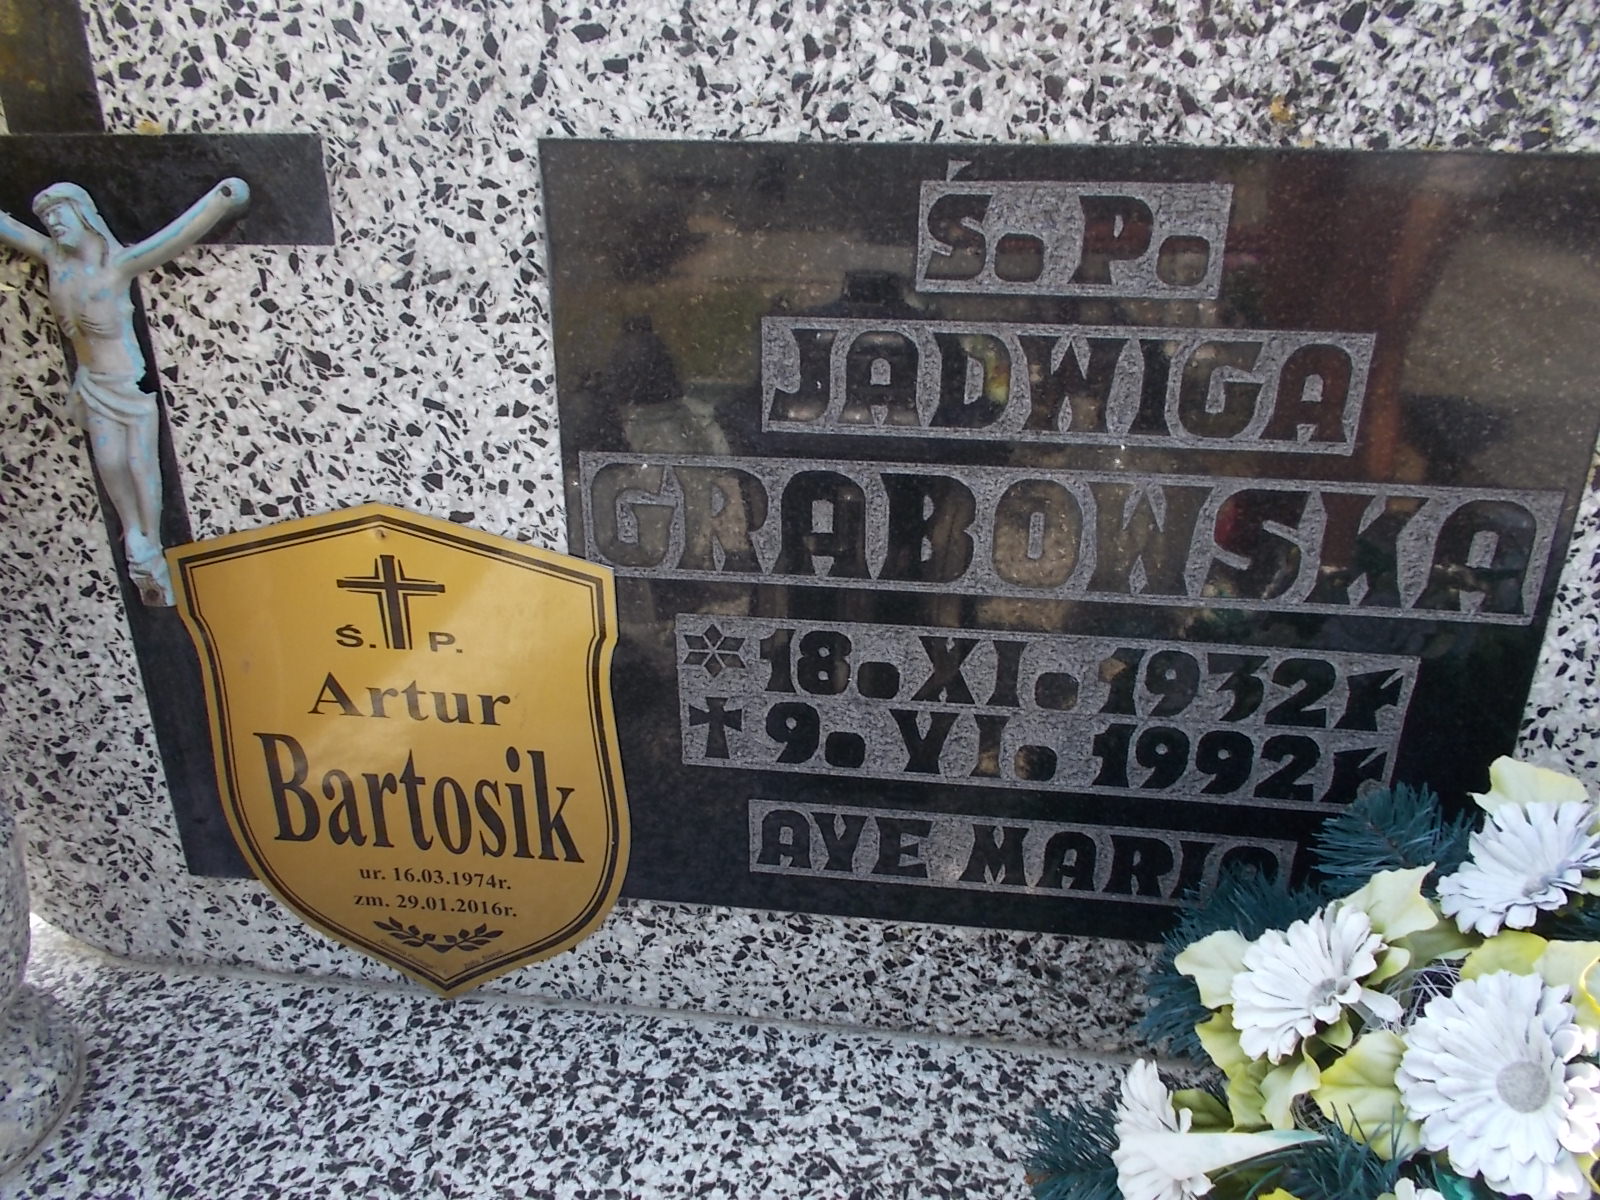 Ś. P.
JADWIGA
GRABOWSKA
18. XI. 1932r
9. VI. 1992r
AVE MARIA
Ś. P.
Artur
Bartosik
ur. 16.03.1974r.
zm. 29.01.2016r.